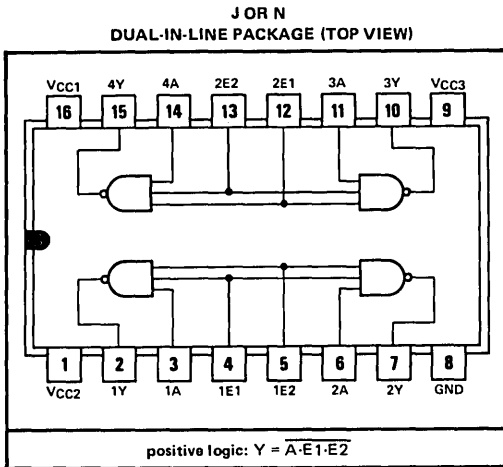 J OR N
DUAL-IN-LINE PACKAGE (TOP VIEW)
VCC1 4Y 4A 2E2 2E1 3A 3Y VCC3
16 15 14 13 12 11 10 9
1 2 3 4 5 6 7 8
VCC2 1Y 1A 1E1 1E2 2A 2Y GND
positive logic: Y = A·E1·E2